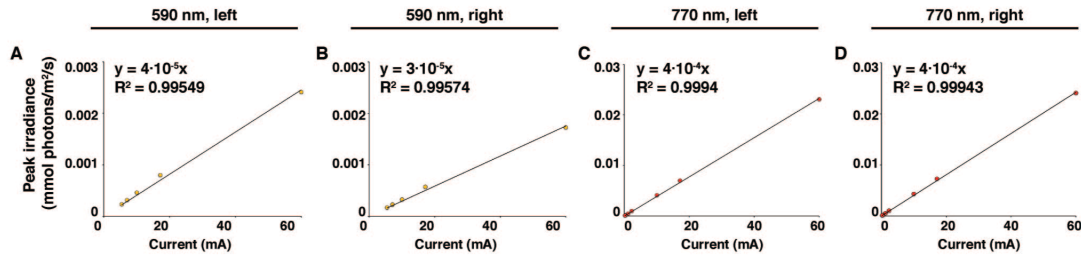 590 nm, left
590 nm, right
770 nm, left
770 nm, right
A
B
C
D
Peak irradiance
(mmol photons/m²/s)
0.003
0.002
0.001
0
y = 4·10⁻⁵x
R² = 0.99549
0 20 40 60
Current (mA)
0.003
0.002
0.001
0
y = 3·10⁻⁵x
R² = 0.99574
0 20 40 60
Current (mA)
0.03
0.02
0.01
0
y = 4·10⁻⁴x
R² = 0.9994
0 20 40 60
Current (mA)
0.03
0.02
0.01
0
y = 4·10⁻⁴x
R² = 0.99943
0 20 40 60
Current (mA)